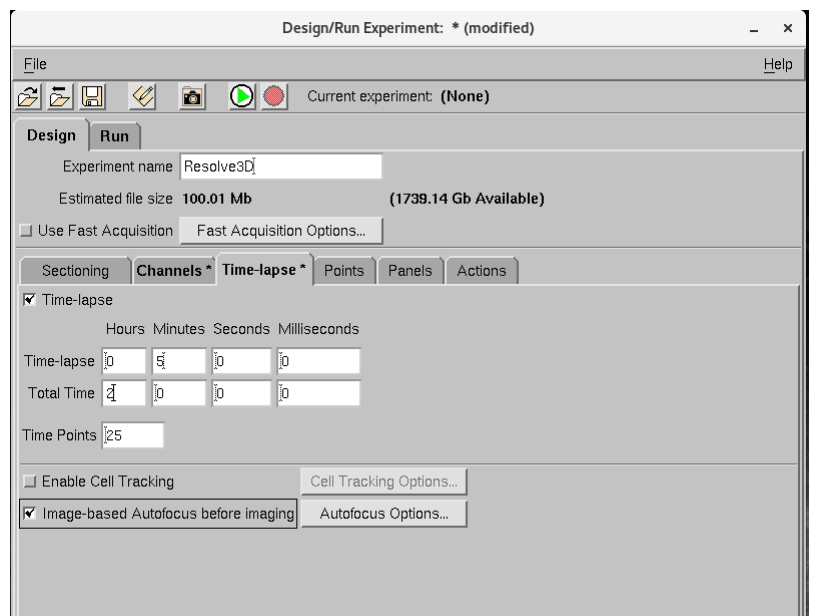 Design/Run Experiment: * (modified)
File Help
Current experiment: (None)
Design Run
Experiment name Resolve3D
Estimated file size 100.01 Mb (1739.14 Gb Available)
Use Fast Acquisition Fast Acquisition Options...
Sectioning Channels * Time-lapse * Points Panels Actions
Time-lapse
Hours Minutes Seconds Milliseconds
Time-lapse 0 5 0 0
Total Time 2 0 0 0
Time Points 25
Enable Cell Tracking Cell Tracking Options...
Image-based Autofocus before imaging Autofocus Options...